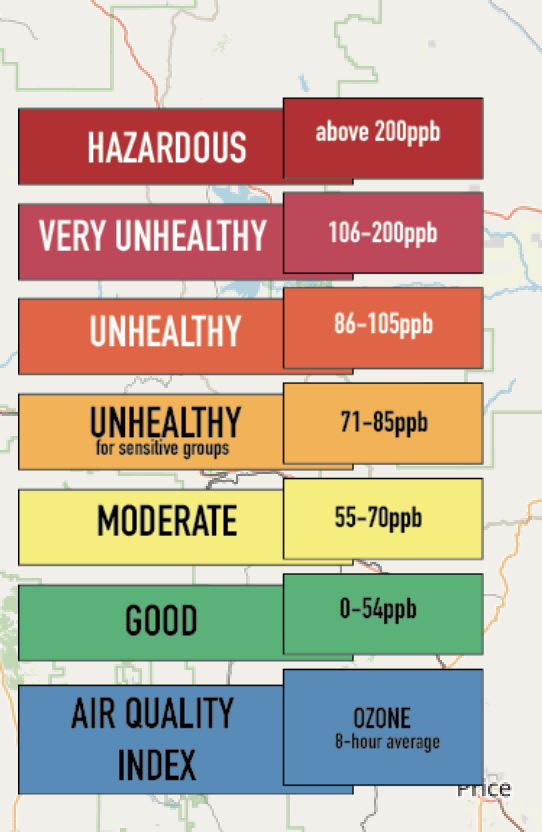 HAZARDOUS above 200ppb
VERY UNHEALTHY 106-200ppb
UNHEALTHY 86-105ppb
UNHEALTHY 71-85ppb
for sensitive groups
MODERATE 55-70ppb
GOOD 0-54ppb
AIR QUALITY OZONE
INDEX 8-hour average
Price